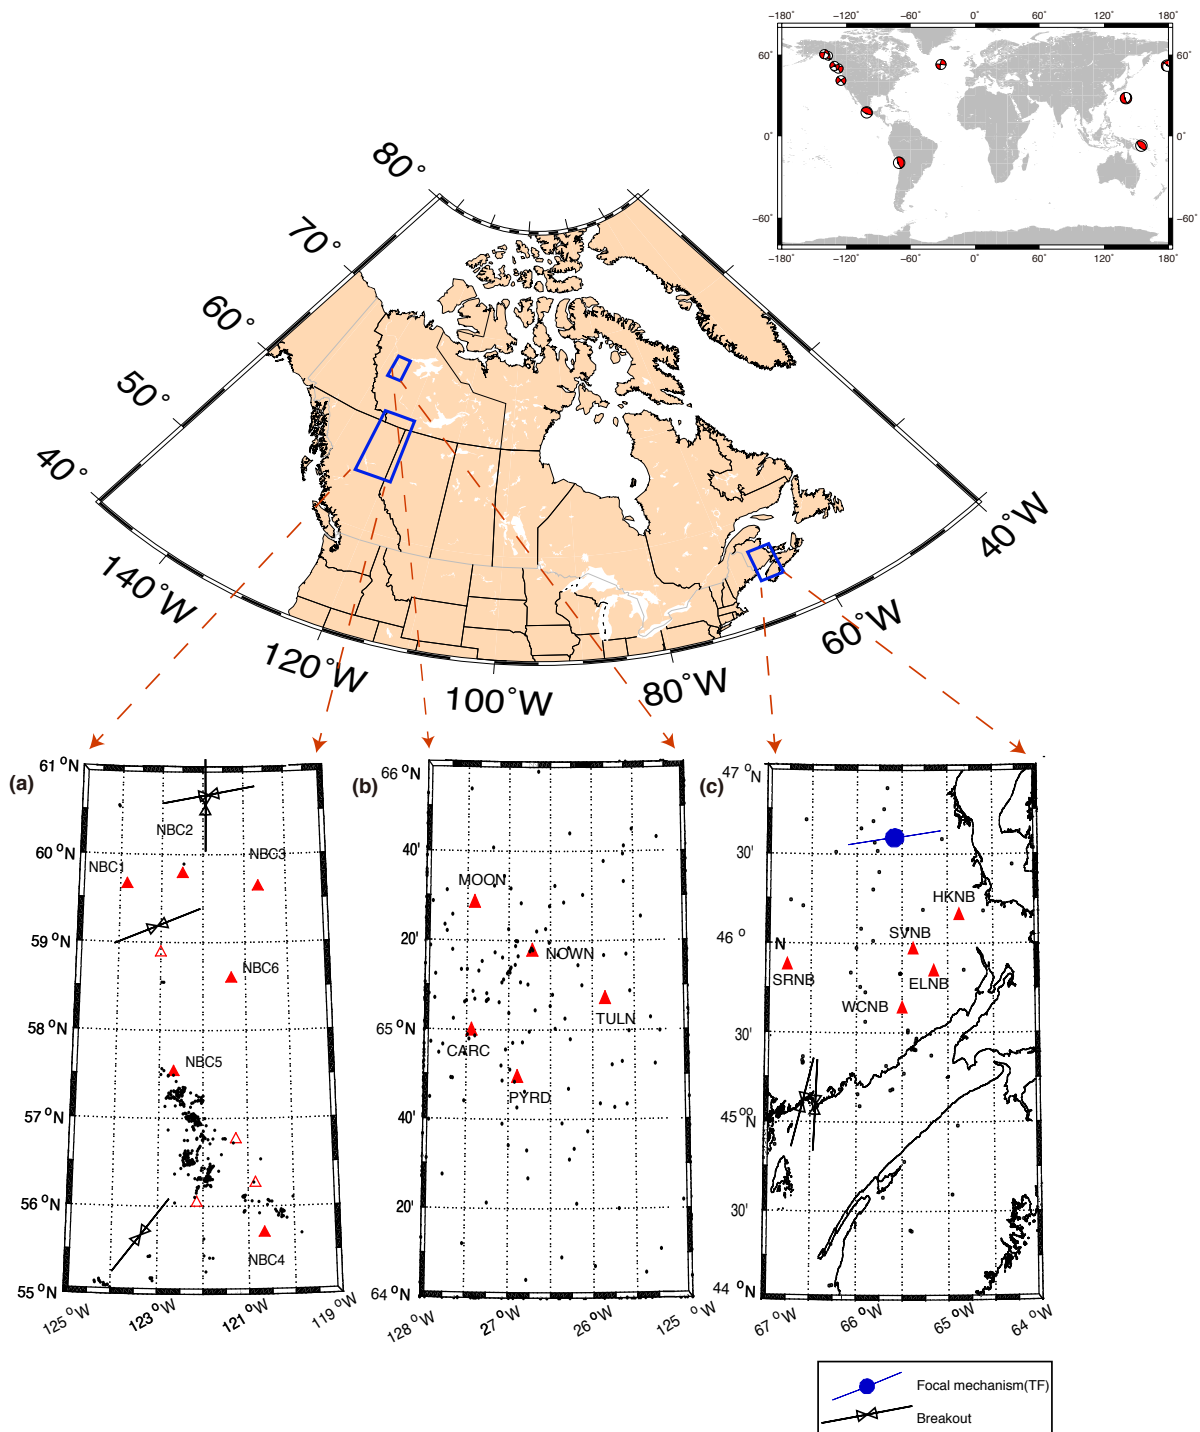 −180° −120° −60° 0° 60° 120° 180°
60° 60°
0° 0°
−60° −60°
−180° −120° −60° 0° 60° 120° 180°
80°
70°
60°
50°
40°
140°W
120°W
100°W
80°W
60°W
40°W
(a)
61°N
60°N
59°N
58°N
57°N
56°N
55°N
125°W
123°W
121°W
119°W
NBC2
NBC1
NBC3
NBC6
NBC5
NBC4
(b)
66°N
40'
20'
65°N
40'
20'
64°N
128°W
27°W
26°W
125°W
MOON
NOWN
TULN
CARC
PYRD
(c)
47°N
30'
46°
N
30'
45°N
30'
44°N
67°W
66°W
65°W
64°W
HKNB
SVNB
SRNB
ELNB
WCNB
Focal mechanism(TF)
Breakout